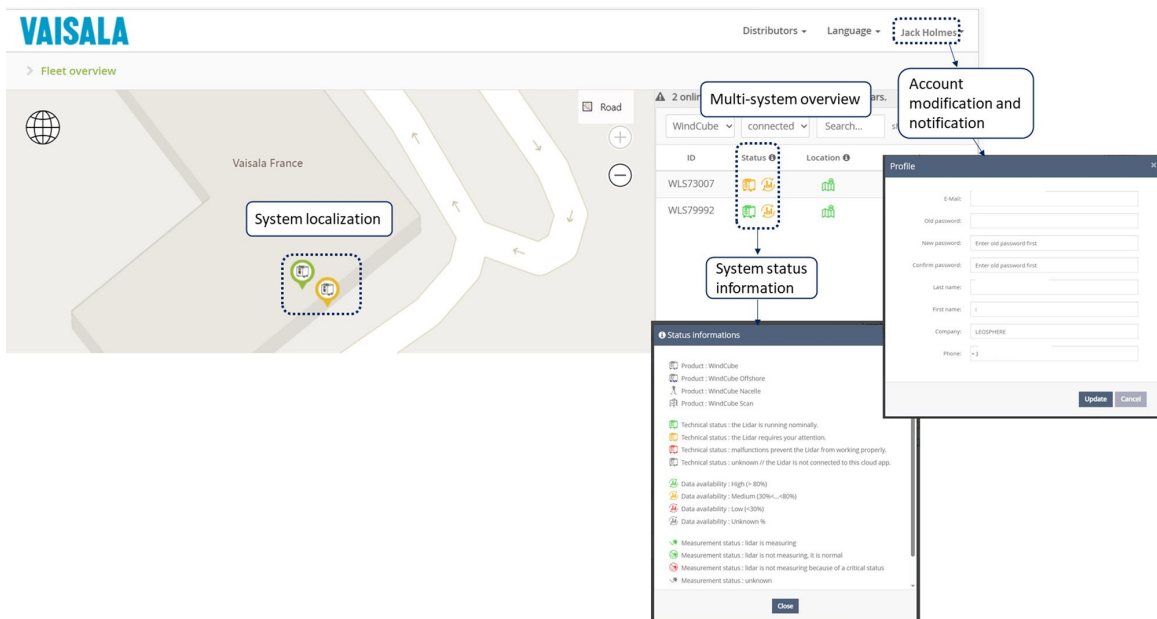 VAISALA
Distributors
Language
Jack Holmes
Fleet overview
Road
Vaisala France
System localization
2 onlin
ars.
Multi-system overview
Account
modification and
notification
WindCube
connected
Search...
ID
Status
Location
WLS73007
WLS79992
System status
information
Profile
E-Mail:
Old password:
New password:
Enter old password first
Confirm password:
Enter old password first
Last name:
First name:
Company:
LEOSPHERE
Phone:
Update
Cancel
Status informations
Product : WindCube
Product : WindCube Offshore
Product : WindCube Nacelle
Product : WindCube Scan
Technical status : the Lidar is running nominally.
Technical status : the Lidar requires your attention.
Technical status : malfunctions prevent the Lidar from working properly.
Technical status : unknown // the Lidar is not connected to this cloud app.
Data availability : High (> 80%)
Data availability : Medium (30%<...<80%)
Data availability : Low (<30%)
Data availability : Unknown %
Measurement status : lidar is measuring
Measurement status : lidar is not measuring, it is normal
Measurement status : lidar is not measuring because of a critical status
Measurement status : unknown
Close